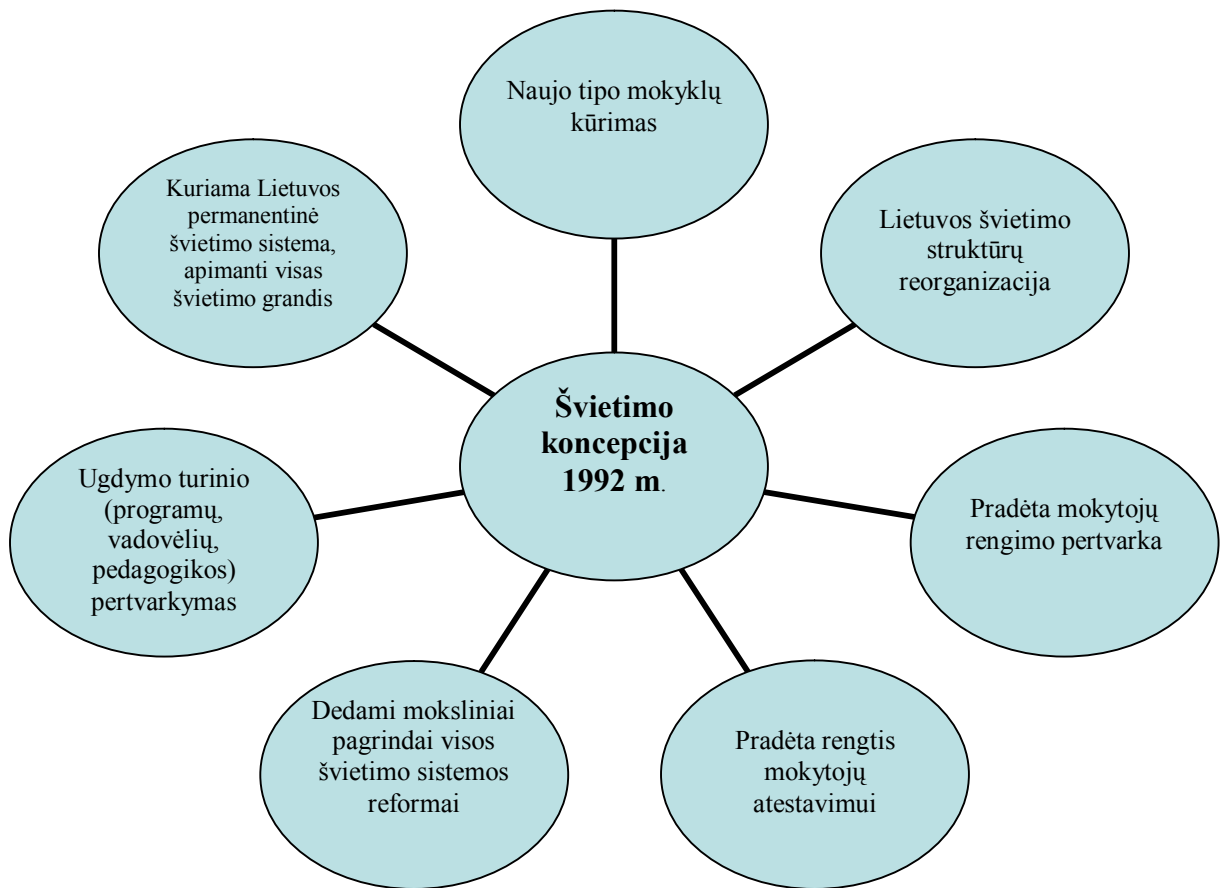 Naujo tipo mokyklų
kūrimas
Kuriama Lietuvos
permanentinė
švietimo sistema,
apimanti visas
švietimo grandis
Lietuvos švietimo
struktūrų
reorganizacija
Švietimo
koncepcija
1992 m.
Ugdymo turinio
(programų,
vadovėlių,
pedagogikos)
pertvarkymas
Pradėta mokytojų
rengimo pertvarka
Dedami moksliniai
pagrindai visos
švietimo sistemos
reformai
Pradėta rengtis
mokytojų
atestavimui